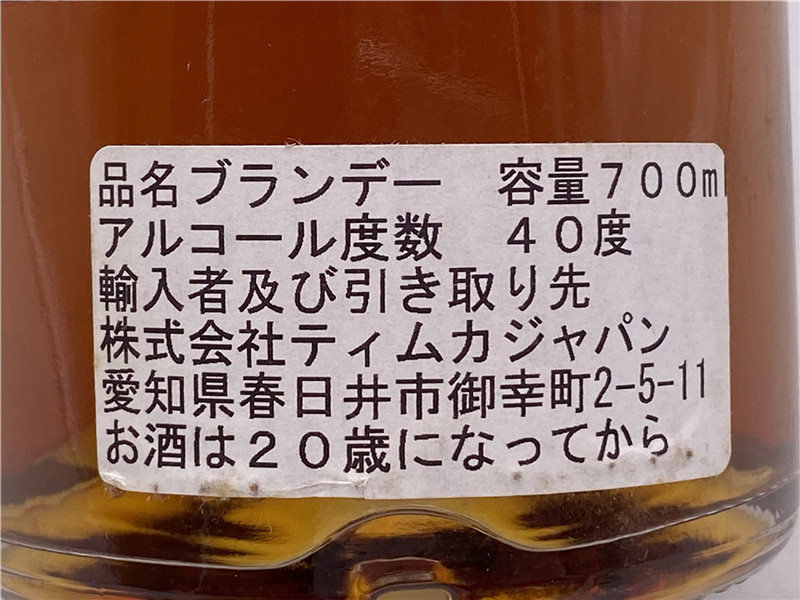 品名ブランデー　容量７００ml
アルコール度数　４０度
輸入者及び引き取り先
株式会社ティムカジャパン
愛知県春日井市御幸町2-5-11
お酒は２０歳になってから